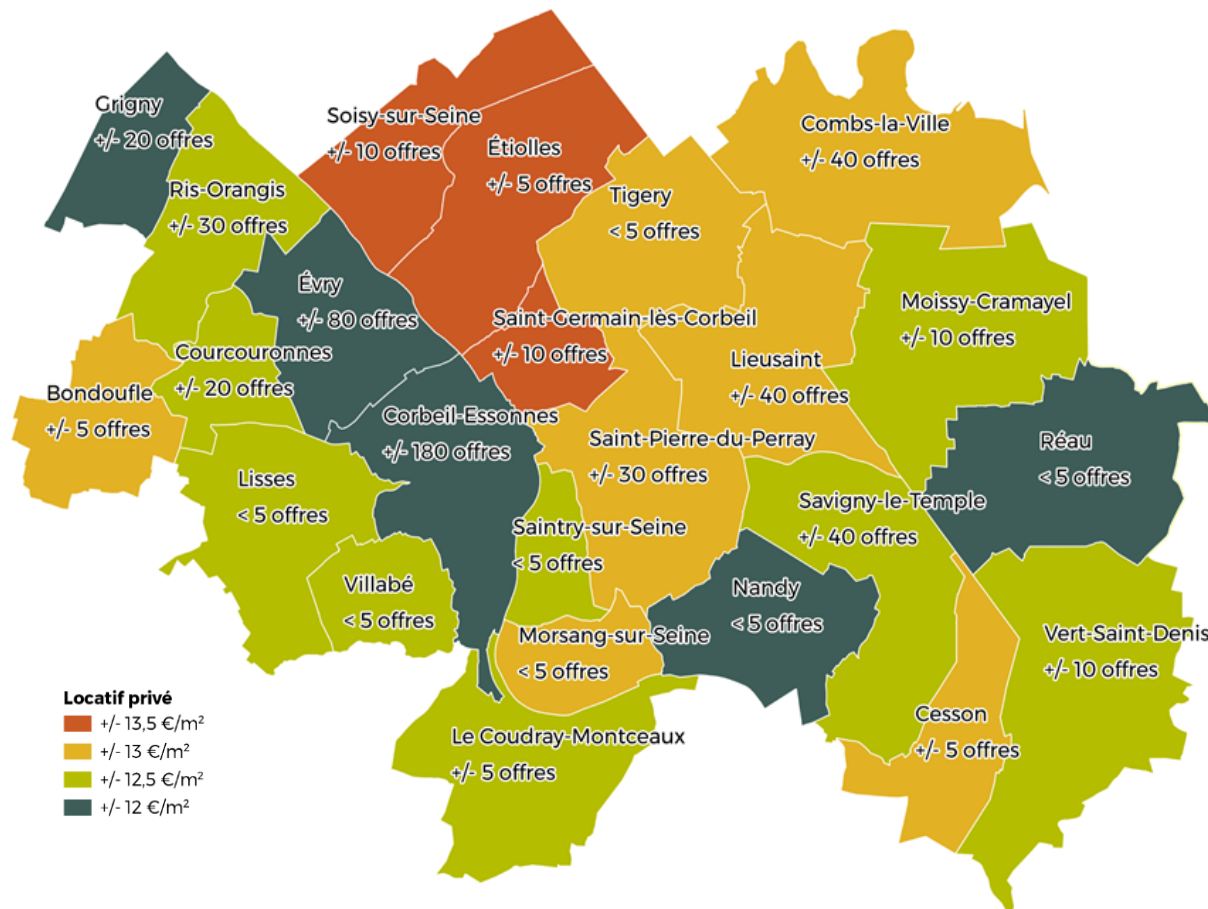 Grigny
+/- 20 offres
Soisy-sur-Seine
+/- 10 offres
Étiolles
+/- 5 offres
Combs-la-Ville
+/- 40 offres
Ris-Orangis
+/- 30 offres
Tigery
< 5 offres
Évry
+/- 80 offres
Moissy-Cramayel
+/- 10 offres
Saint-Germain-lès-Corbeil
+/- 10 offres
Courcouronnes
+/- 20 offres
Lieusaint
+/- 40 offres
Bondoufle
+/- 5 offres
Corbeil-Essonnes
+/- 180 offres
Saint-Pierre-du-Perray
+/- 30 offres
Réau
< 5 offres
Lisses
< 5 offres
Savigny-le-Temple
+/- 40 offres
Saintry-sur-Seine
< 5 offres
Villabé
< 5 offres
Nandy
< 5 offres
Morsang-sur-Seine
< 5 offres
Vert-Saint-Denis
+/- 10 offres
Cesson
+/- 5 offres
Le Coudray-Montceaux
+/- 5 offres
Locatif privé
+/- 13,5 €/m²
+/- 13 €/m²
+/- 12,5 €/m²
+/- 12 €/m²